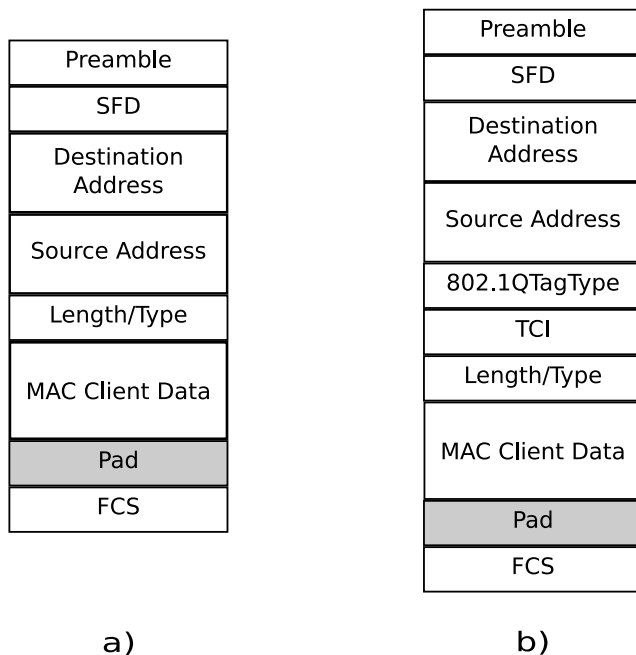 Preamble
SFD
Destination
Address
Source Address
Length/Type
MAC Client Data
Pad
FCS
a)
Preamble
SFD
Destination
Address
Source Address
802.1QTagType
TCI
Length/Type
MAC Client Data
Pad
FCS
b)